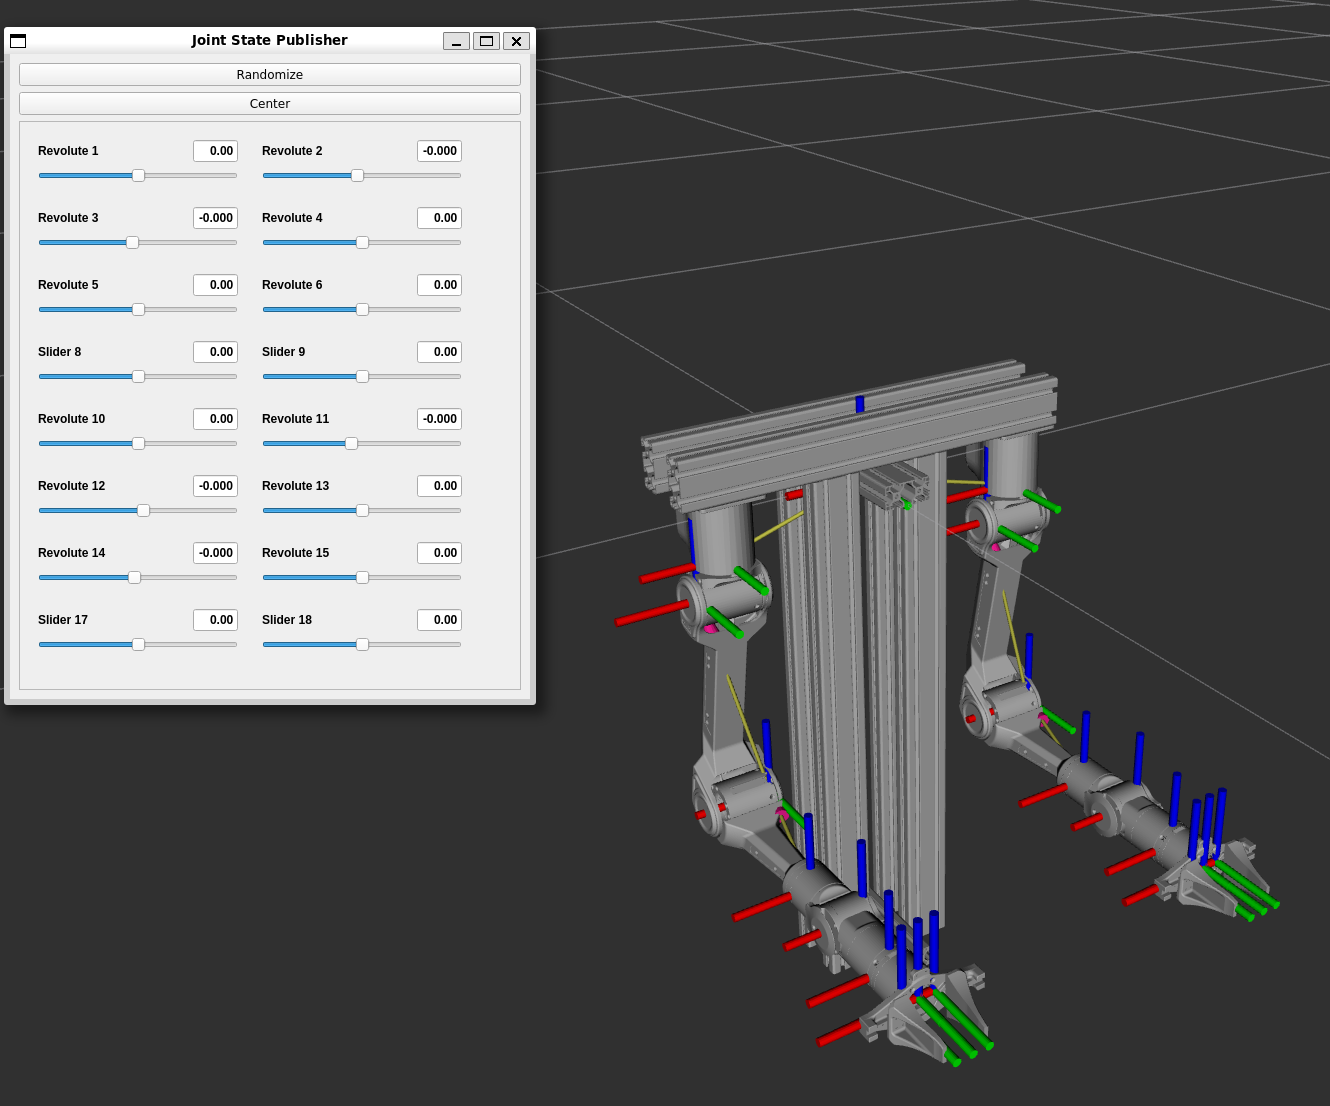 Joint State Publisher
Randomize
Center
Revolute 1 0.00 Revolute 2 -0.000
Revolute 3 -0.000 Revolute 4 0.00
Revolute 5 0.00 Revolute 6 0.00
Slider 8 0.00 Slider 9 0.00
Revolute 10 0.00 Revolute 11 -0.000
Revolute 12 -0.000 Revolute 13 0.00
Revolute 14 -0.000 Revolute 15 0.00
Slider 17 0.00 Slider 18 0.00